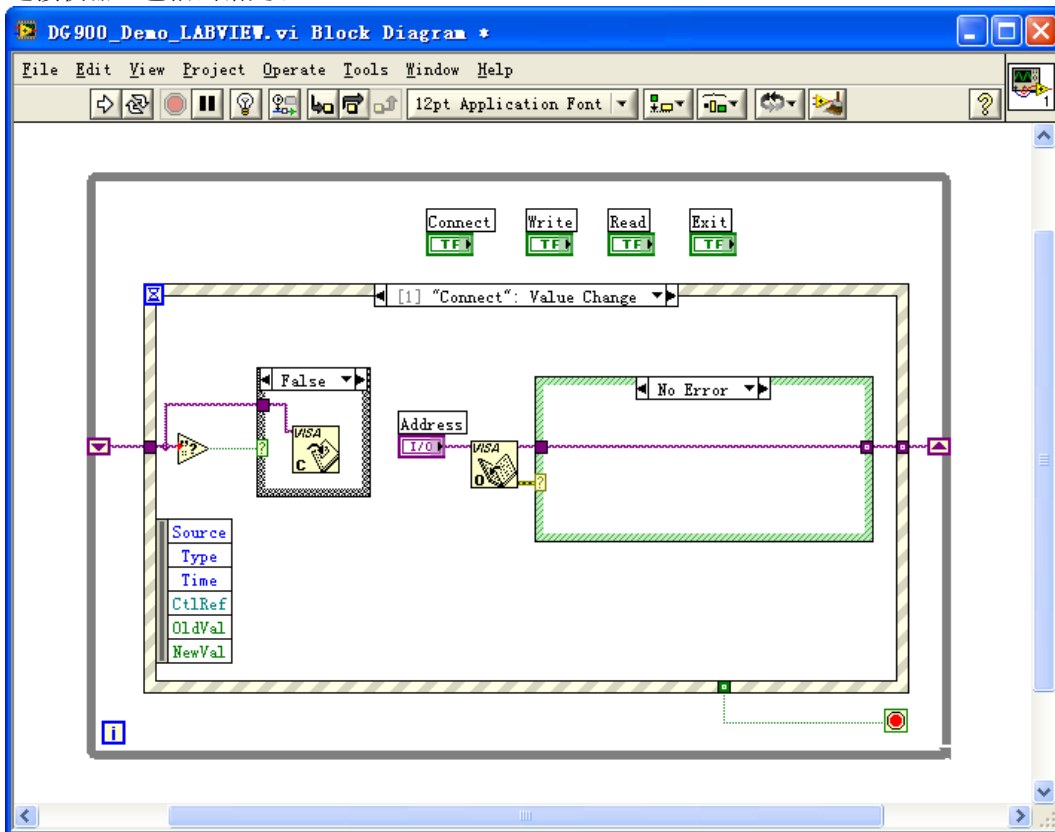 DG900_Demo_LABVIEW.vi Block Diagram *
File Edit View Project Operate Tools Window Help
12pt Application Font
1
Connect Write Read Exit
TF TF TF TF
[1] "Connect": Value Change
False
No Error
Address
I/O
VISA
C
VISA
O
"?
?
?
Source
Type
Time
CtlRef
OldVal
NewVal
i